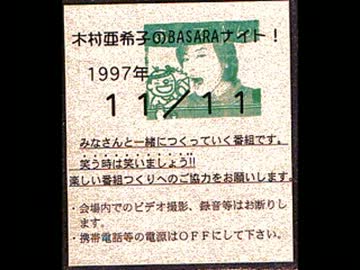 木村亜希子のBASARAナイト！
1997年
11／11
みなさんと一緒につくっていく番組です。
笑う時は笑いましょう!!
楽しい番組つくりへのご協力をお願いします。
・会場内でのビデオ撮影、録音等はお断りし
ます。
・携帯電話等の電源はOFFにして下さい。